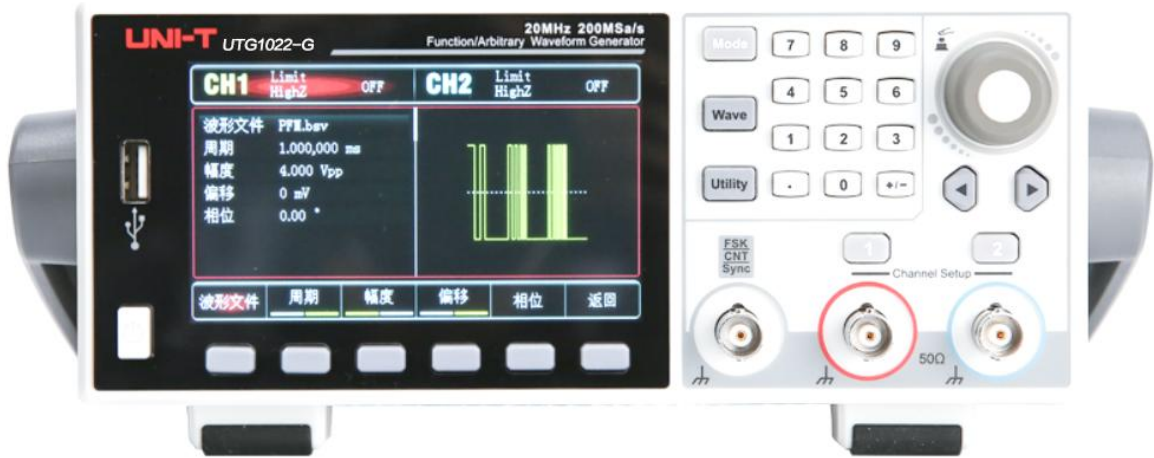 UNI-T UTG1022-G
20MHz 200MSa/s
Function/Arbitrary Waveform Generator
CH1 Limit HighZ OFF
CH2 Limit HighZ OFF
波形文件 PFM.bsv
周期 1.000,000 ms
幅度 4.000 Vpp
偏移 0 mV
相位 0.00 °
波形文件 周期 幅度 偏移 相位 返回
Mode 7 8 9
4 5 6
Wave
1 2 3
Utility . 0 +/-
FSK
CNT
Sync
1 2
Channel Setup
50Ω